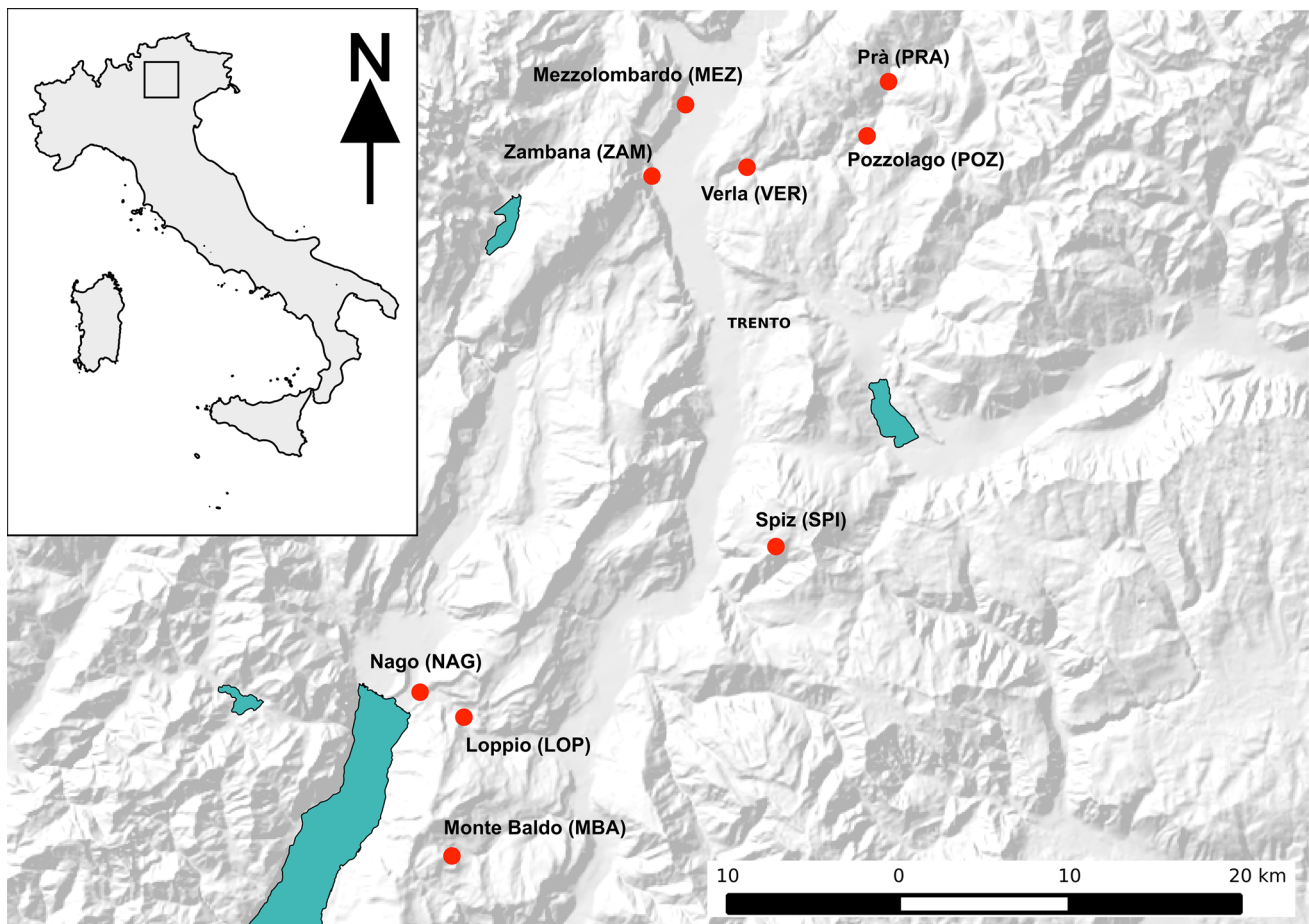 N
Prà (PRA)
Mezzolombardo (MEZ)
Zambana (ZAM)
Pozzolago (POZ)
Verla (VER)
TRENTO
Spiz (SPI)
Nago (NAG)
Loppio (LOP)
Monte Baldo (MBA)
10 0 10 20 km